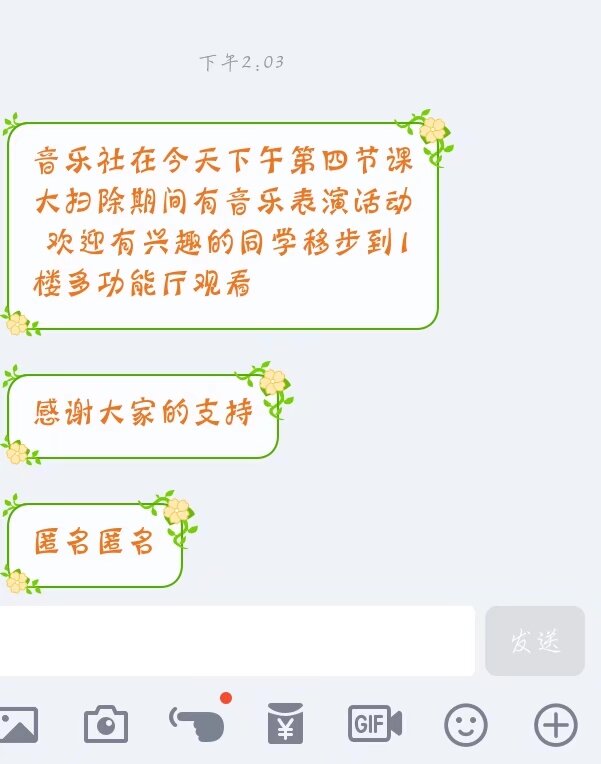 下午2:03
音乐社在今天下午第四节课
大扫除期间有音乐表演活动
欢迎有兴趣的同学移步到1
楼多功能厅观看
感谢大家的支持
匿名匿名
发送
GIF